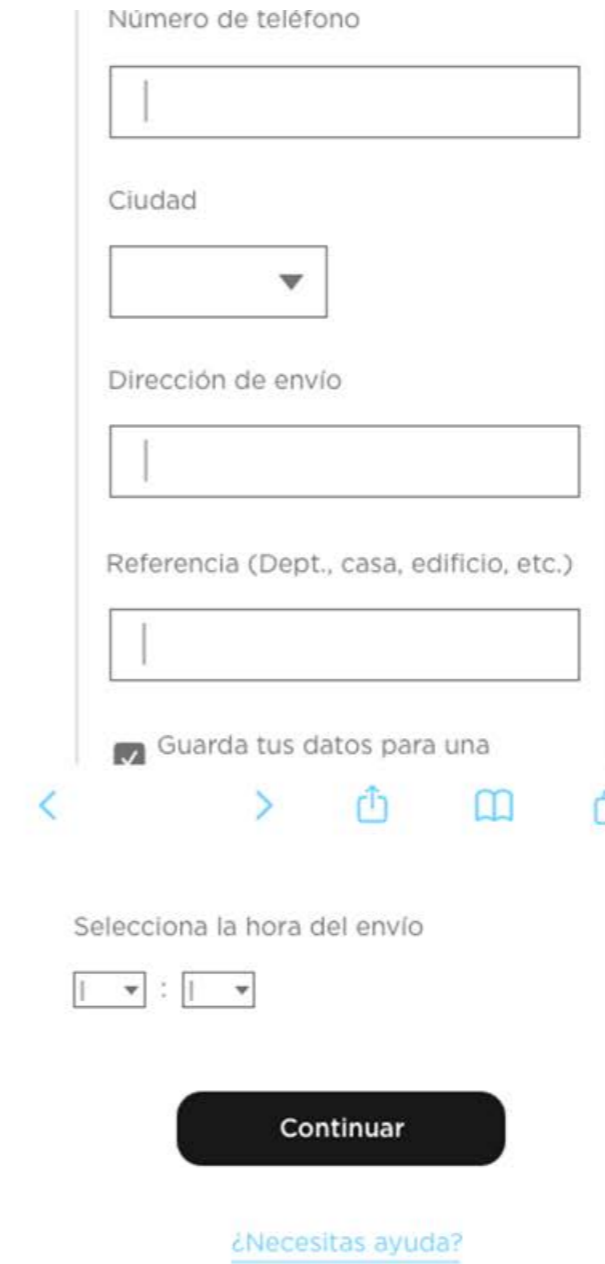 Número de teléfono
Ciudad
Dirección de envío
Referencia (Dept., casa, edificio, etc.)
Guarda tus datos para una
Selecciona la hora del envío
:
Continuar
¿Necesitas ayuda?